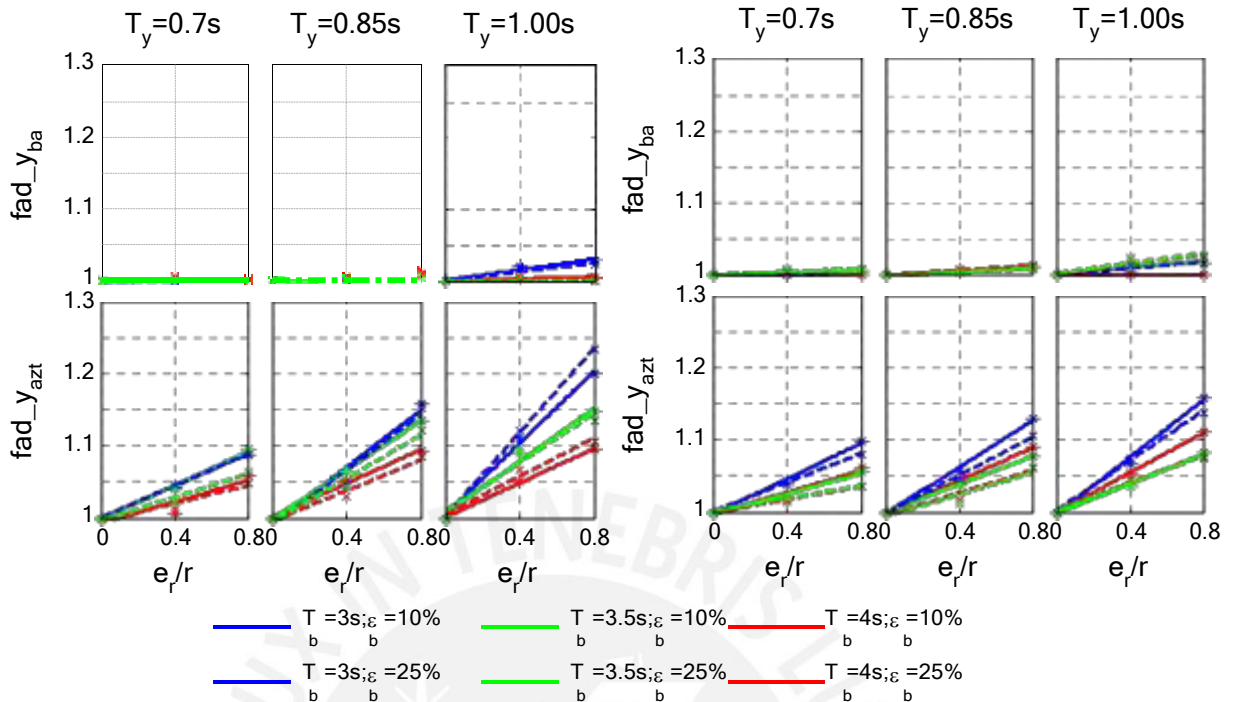 T_y=0.7s T_y=0.85s T_y=1.00s T_y=0.7s T_y=0.85s T_y=1.00s
1.3 1.3
1.2 1.2
fad_y_ba fad_y_ba
1.1 1.1
1 1
1.3 1.3
1.2 1.2
fad_y_azt fad_y_azt
1.1 1.1
1 1
0 0.4 0.80 0.4 0.80 0.4 0.8 0 0.4 0.80 0.4 0.80 0.4 0.8
e_r/r e_r/r e_r/r e_r/r e_r/r e_r/r
T_b=3s;ε_b=10% T_b=3.5s;ε_b=10% T_b=4s;ε_b=10%
T_b=3s;ε_b=25% T_b=3.5s;ε_b=25% T_b=4s;ε_b=25%
UX IN TENEBRIS L